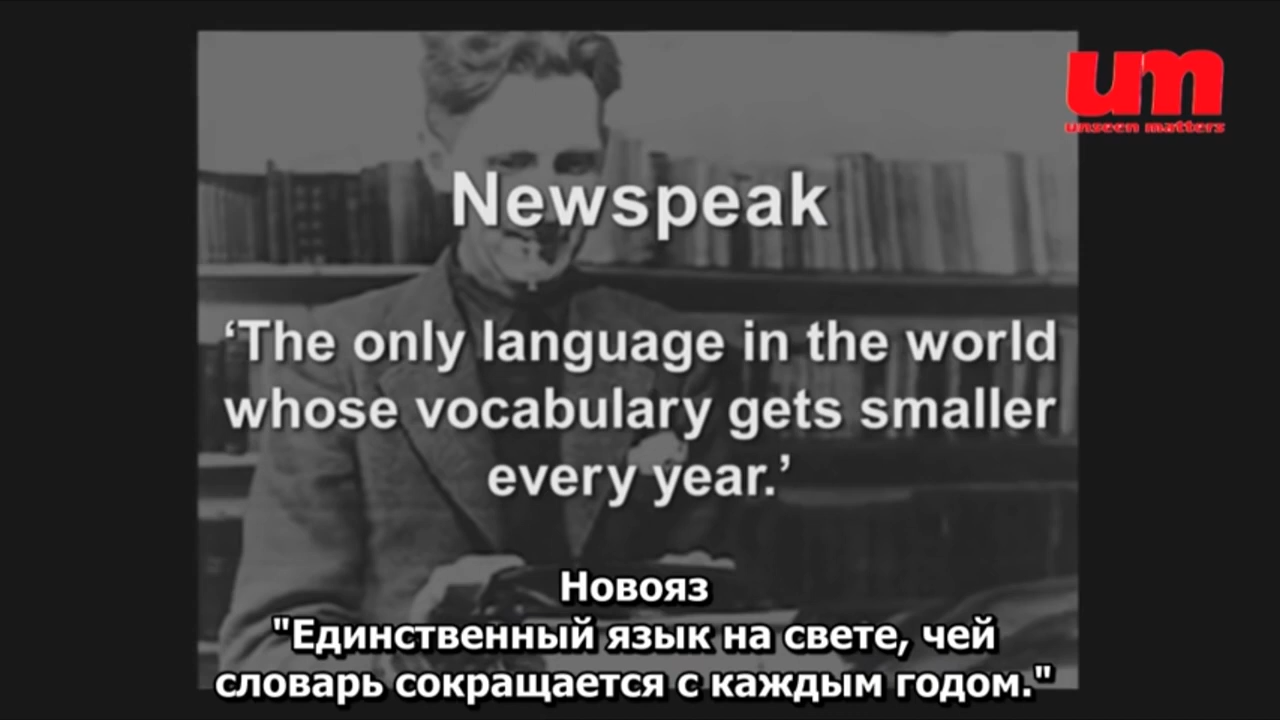 um
unseen matters
Newspeak
‘The only language in the world
whose vocabulary gets smaller
every year.’
Новояз
"Единственный язык на свете, чей
словарь сокращается с каждым годом."